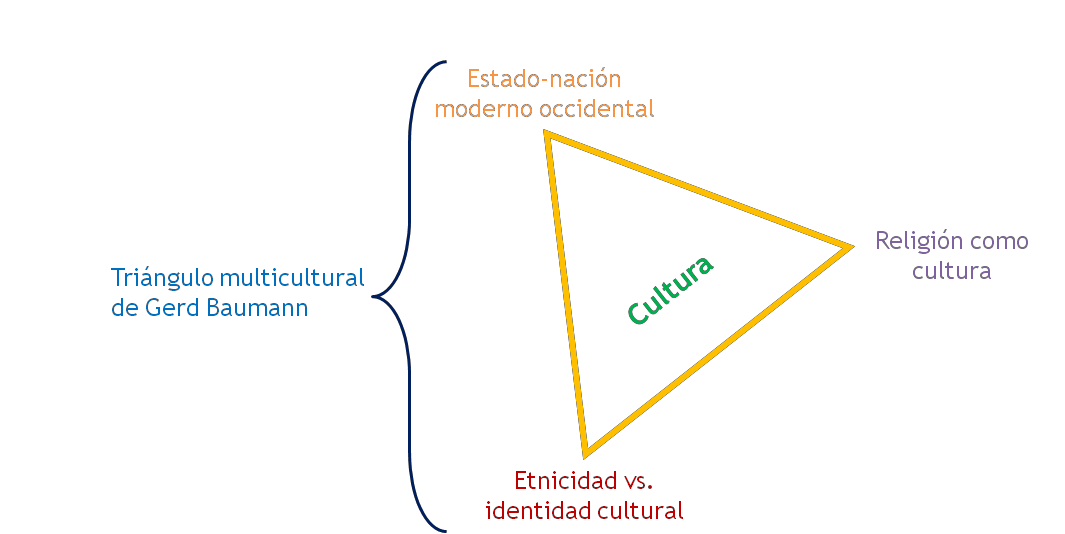 Triángulo multicultural
de Gerd Baumann
Estado-nación
moderno occidental
Religión como
cultura
Cultura
Etnicidad vs.
identidad cultural